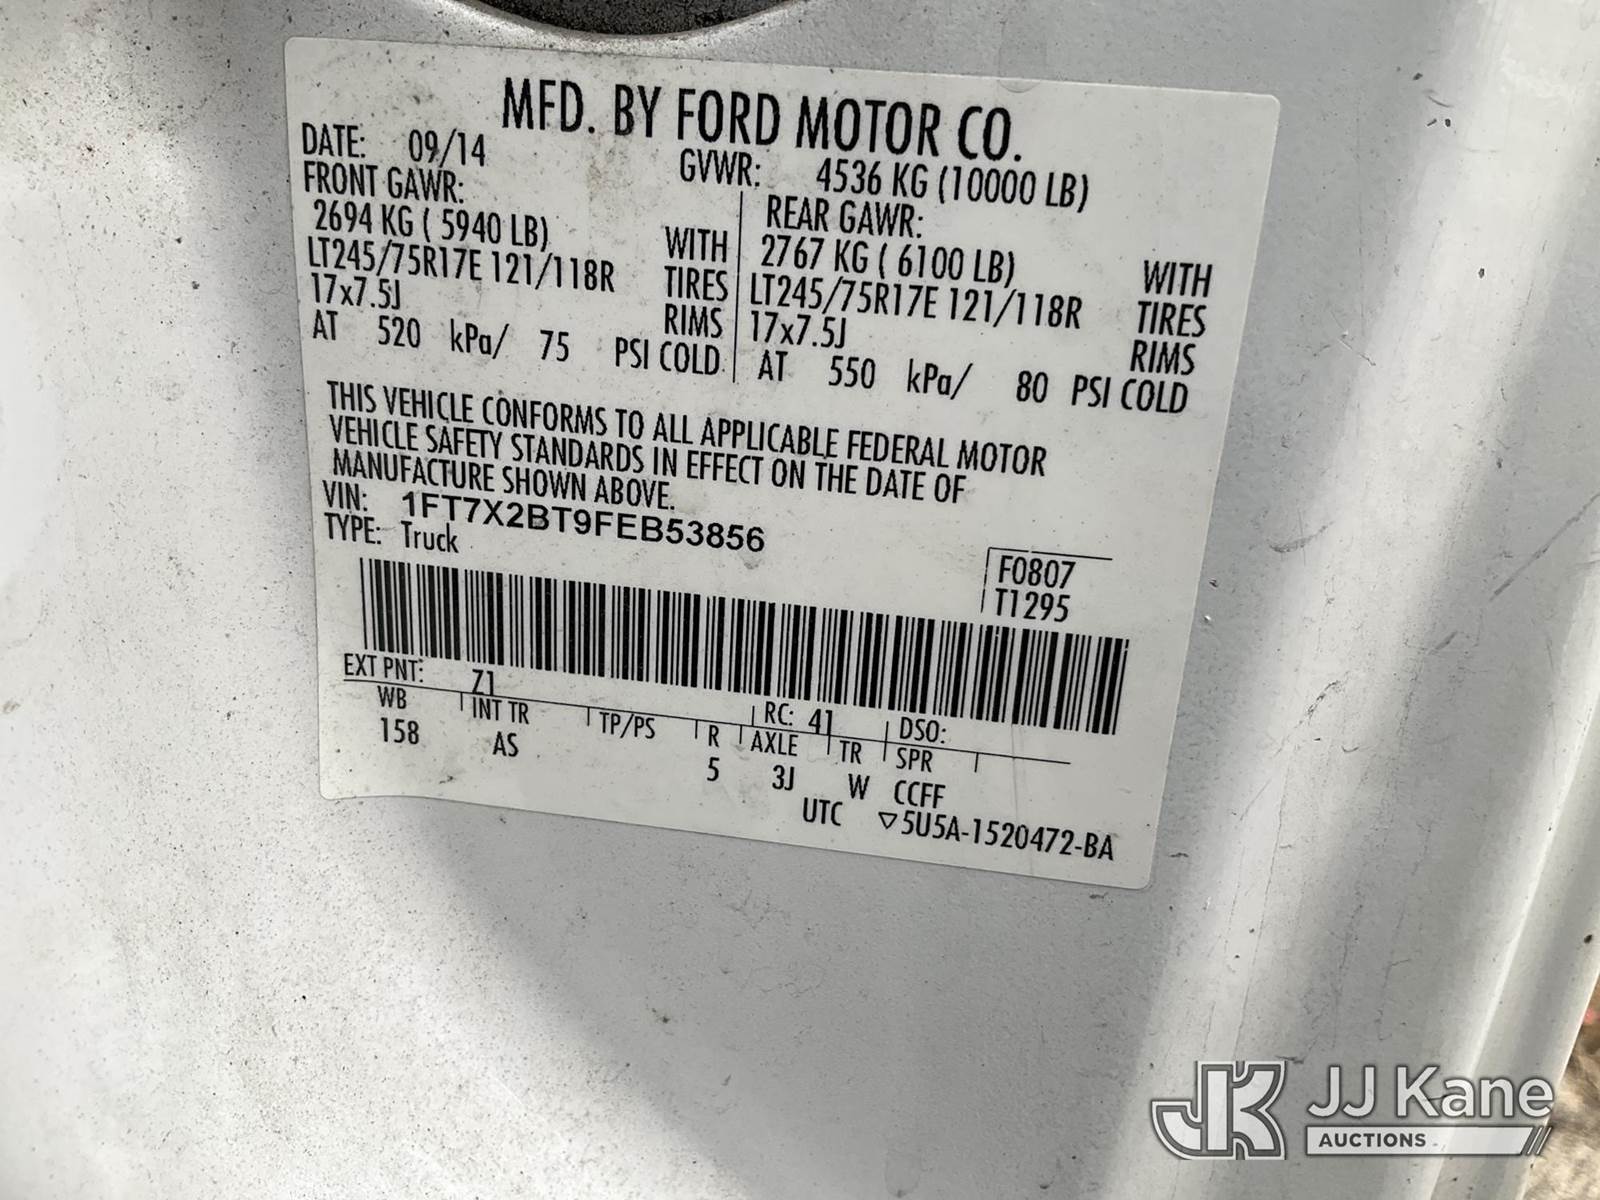 MFD. BY FORD MOTOR CO.
DATE: 09/14 GVWR: 4536 KG (10000 LB)
FRONT GAWR:
2694 KG ( 5940 LB) WITH
LT245/75R17E 121/118R TIRES
17x7.5J RIMS
AT 520 kPa/ 75 PSI COLD
REAR GAWR:
2767 KG ( 6100 LB) WITH
LT245/75R17E 121/118R TIRES
17x7.5J RIMS
AT 550 kPa/ 80 PSI COLD
THIS VEHICLE CONFORMS TO ALL APPLICABLE FEDERAL MOTOR
VEHICLE SAFETY STANDARDS IN EFFECT ON THE DATE OF
MANUFACTURE SHOWN ABOVE.
VIN: 1FT7X2BT9FEB53856
TYPE: Truck
F0807
T1295
EXT PNT: Z1 RC: 41 DSO:
WB INT TR TP/PS R AXLE TR SPR
158 AS 5 3J W CCFF
UTC ▽5U5A-1520472-BA
JK JJ Kane
AUCTIONS